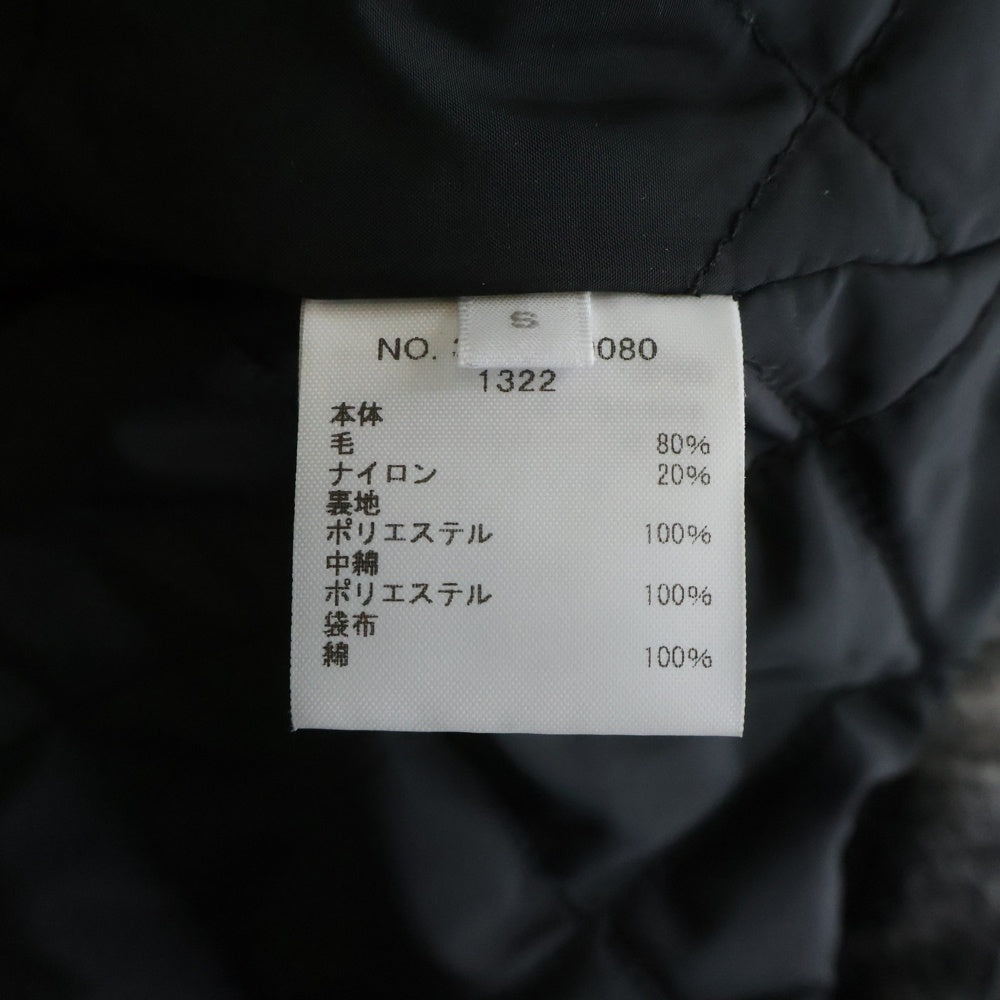 S
NO. 080
1322
本体
毛 80%
ナイロン 20%
裏地
ポリエステル 100%
中綿
ポリエステル 100%
袋布
綿 100%